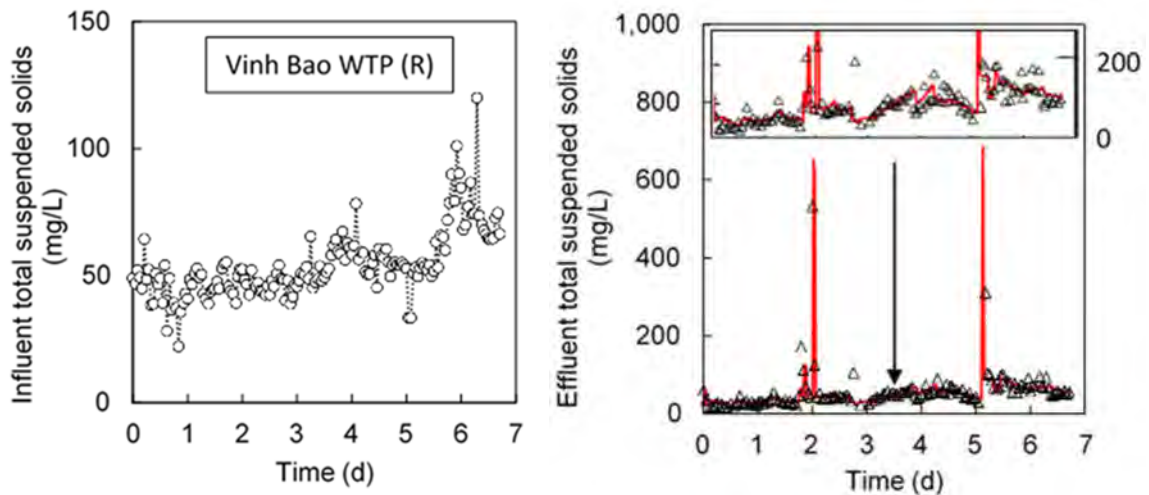 Influent total suspended solids
(mg/L)
150
100
50
0
Vinh Bao WTP (R)
0 1 2 3 4 5 6 7
Time (d)
Effluent total suspended solids
(mg/L)
1,000
800
600
400
200
0
200
0
0 1 2 3 4 5 6 7
Time (d)